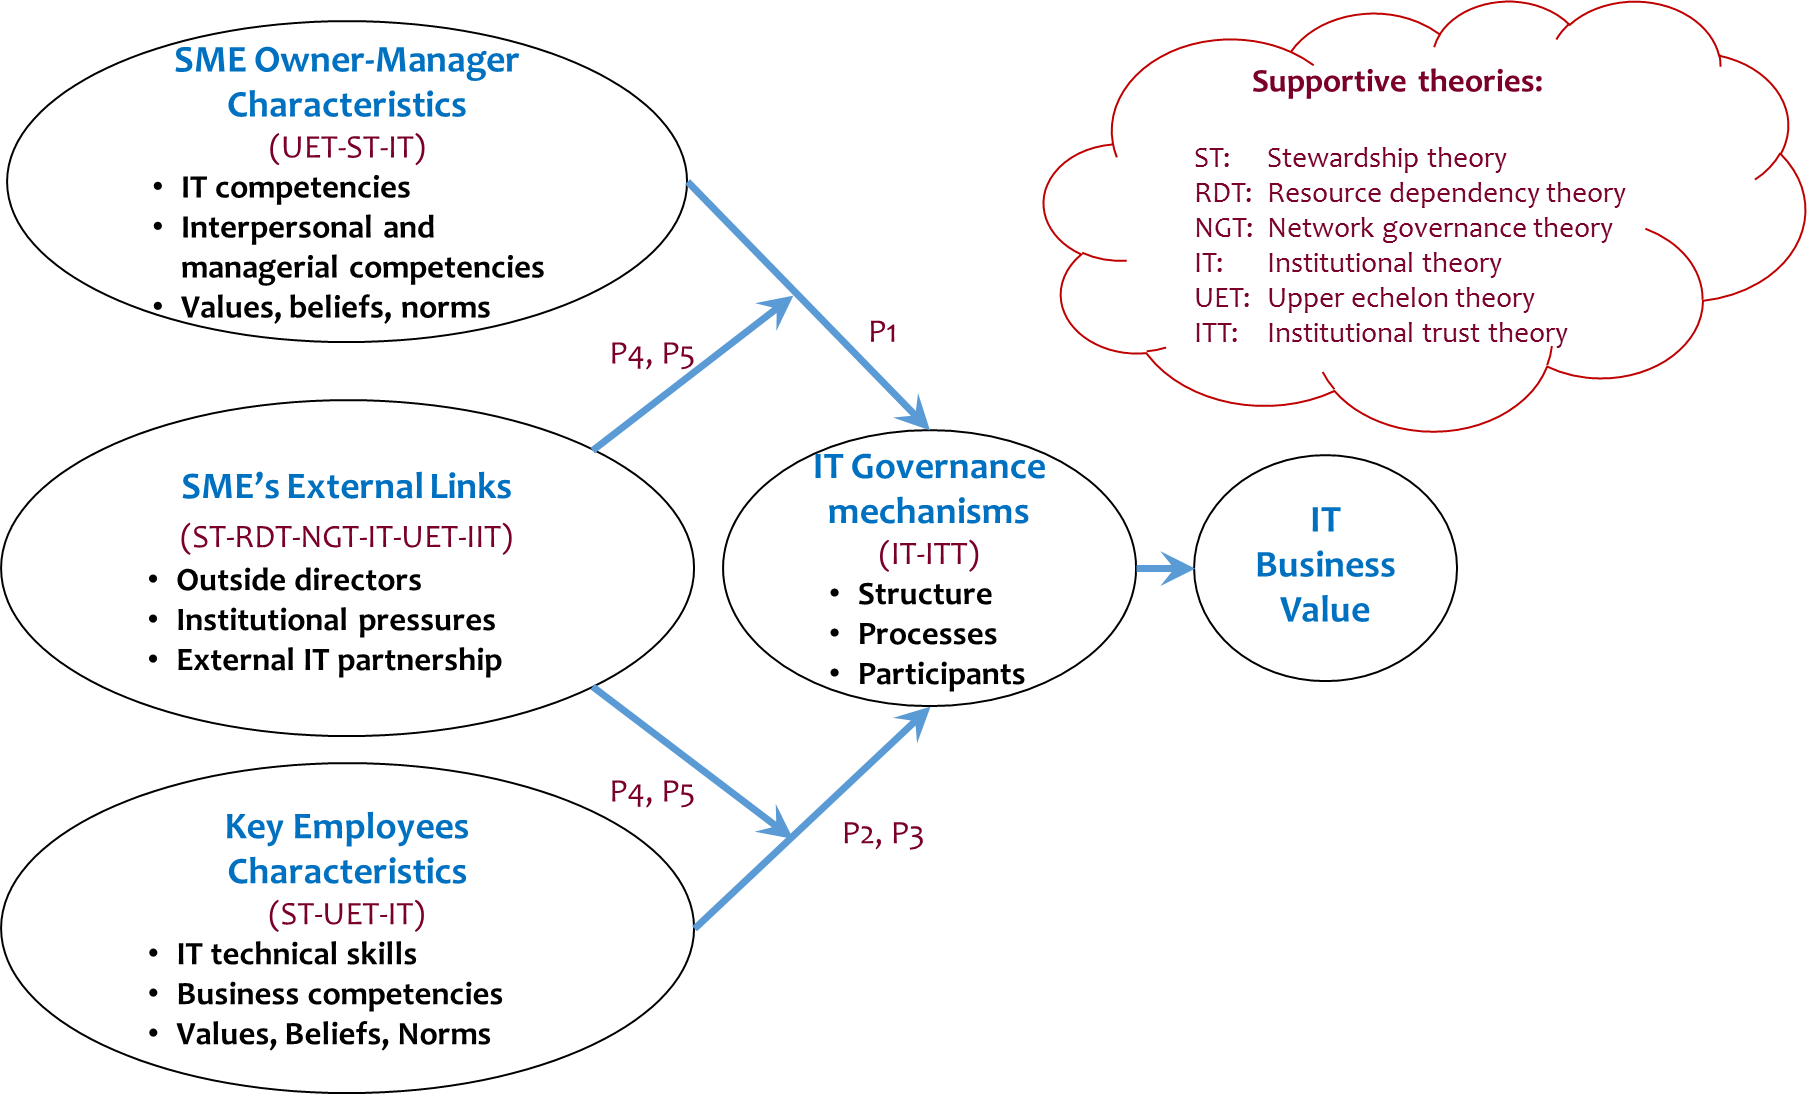 SME Owner-Manager
Characteristics
(UET-ST-IT)
• IT competencies
• Interpersonal and
managerial competencies
• Values, beliefs, norms
Supportive theories:
ST: Stewardship theory
RDT: Resource dependency theory
NGT: Network governance theory
IT: Institutional theory
UET: Upper echelon theory
ITT: Institutional trust theory
P1
P4, P5
SME’s External Links
(ST-RDT-NGT-IT-UET-IIT)
• Outside directors
• Institutional pressures
• External IT partnership
IT Governance
mechanisms
(IT-ITT)
• Structure
• Processes
• Participants
IT
Business
Value
P4, P5
P2, P3
Key Employees
Characteristics
(ST-UET-IT)
• IT technical skills
• Business competencies
• Values, Beliefs, Norms